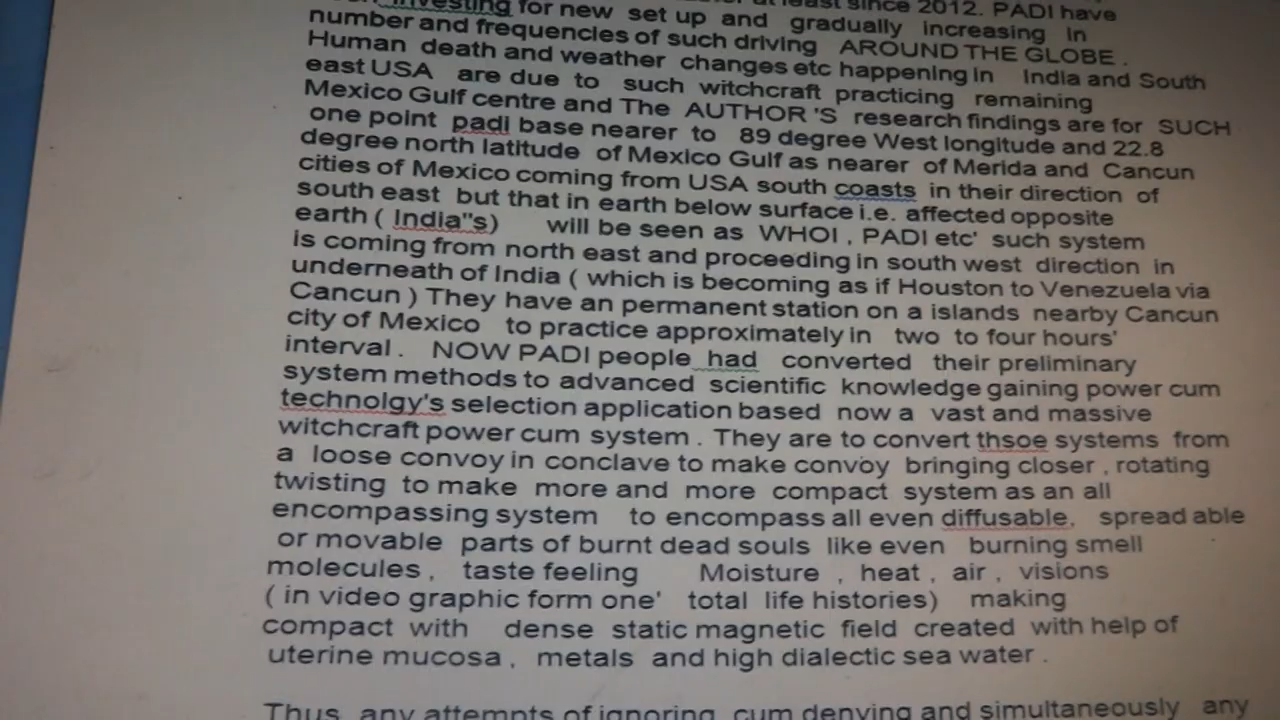 investing for new set up and gradually increasing in since 2012. PADI have
number and frequencies of such driving AROUND THE GLOBE .
Human death and weather changes etc happening in India and South
east USA are due to such witchcraft practicing remaining
Mexico Gulf centre and The AUTHOR 'S research findings are for SUCH
one point padi base nearer to 89 degree West longitude and 22.8
degree north latitude of Mexico Gulf as nearer of Merida and Cancun
cities of Mexico coming from USA south coasts in their direction of
south east but that in earth below surface i.e. affected opposite
earth ( India"s) will be seen as WHOI , PADI etc' such system
is coming from north east and proceeding in south west direction in
underneath of India ( which is becoming as if Houston to Venezuela via
Cancun ) They have an permanent station on a islands nearby Cancun
city of Mexico to practice approximately in two to four hours'
interval . NOW PADI people had converted their preliminary
system methods to advanced scientific knowledge gaining power cum
technolgy's selection application based now a vast and massive
witchcraft power cum system . They are to convert thsoe systems from
a loose convoy in conclave to make convoy bringing closer , rotating
twisting to make more and more compact system as an all
encompassing system to encompass all even diffusable, spread able
or movable parts of burnt dead souls like even burning smell
molecules , taste feeling Moisture , heat , air , visions
( in video graphic form one' total life histories) making
compact with dense static magnetic field created with help of
uterine mucosa , metals and high dialectic sea water .
Thus any attempts of ignoring cum denying and simultaneously any